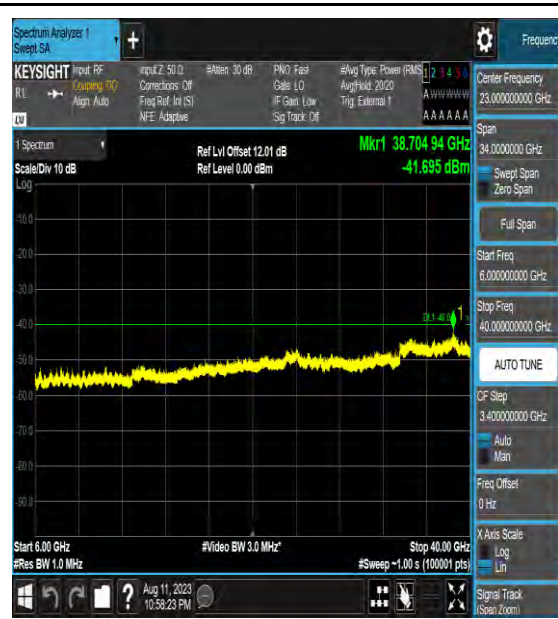 Spectrum Analyzer 1
Swept SA
Frequenc
KEYSIGHT
Input: RF
Input Z: 50 Ω
#Atten: 30 dB
PNO: Fast
#Avg Type: Power (RMS
1 2 3 4 5 6
RL
Coupling: DC
Corrections: Off
Gate: LO
Avg|Hold: 20/20
Align: Auto
Freq Ref: Int (S)
IF Gain: Low
Trig: External 1
A W W W W W
NFE: Adaptive
Sig Track: Off
A A A A A A
1 Spectrum
Scale/Div 10 dB
Ref Lvl Offset 12.01 dB
Ref Level 0.00 dBm
Mkr1 38.704 94 GHz
-41.695 dBm
Log
-10.0
-20.0
-30.0
-40.0
-50.0
-60.0
-70.0
-80.0
-90.0
1
Start 6.00 GHz
#Video BW 3.0 MHz*
Stop 40.00 GHz
#Res BW 1.0 MHz
#Sweep ~1.00 s (100001 pts)
Aug 11, 2023
10:58:23 PM
Center Frequency
23.000000000 GHz
Span
34.0000000 GHz
Swept Span
Zero Span
Full Span
Start Freq
6.000000000 GHz
Stop Freq
40.000000000 GHz
AUTO TUNE
CF Step
3.400000000 GHz
Auto
Man
Freq Offset
0 Hz
X Axis Scale
Log
Lin
Signal Track
(Span Zoom)